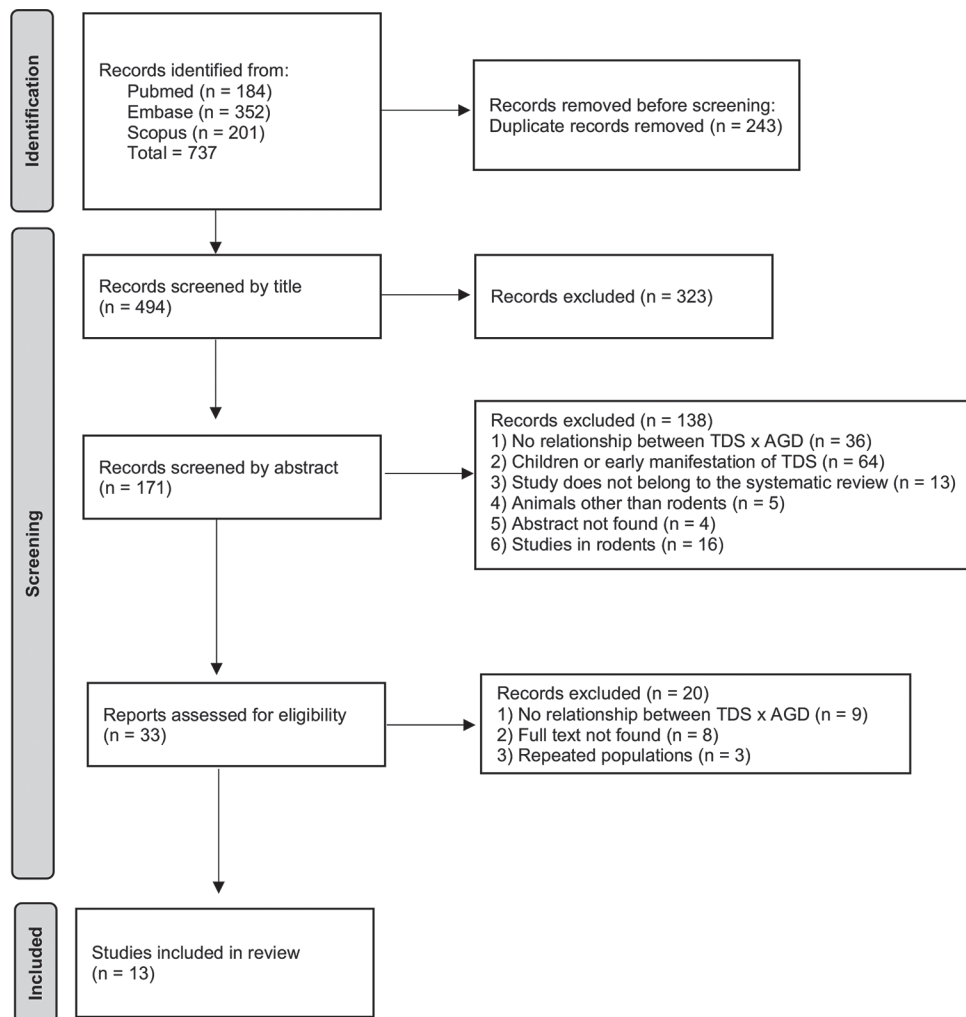 Identification
Records identified from:
Pubmed (n = 184)
Embase (n = 352)
Scopus (n = 201)
Total = 737
Records removed before screening:
Duplicate records removed (n = 243)
Screening
Records screened by title
(n = 494)
Records excluded (n = 323)
Records screened by abstract
(n = 171)
Records excluded (n = 138)
1) No relationship between TDS x AGD (n = 36)
2) Children or early manifestation of TDS (n = 64)
3) Study does not belong to the systematic review (n = 13)
4) Animals other than rodents (n = 5)
5) Abstract not found (n = 4)
6) Studies in rodents (n = 16)
Reports assessed for eligibility
(n = 33)
Records excluded (n = 20)
1) No relationship between TDS x AGD (n = 9)
2) Full text not found (n = 8)
3) Repeated populations (n = 3)
Included
Studies included in review
(n = 13)